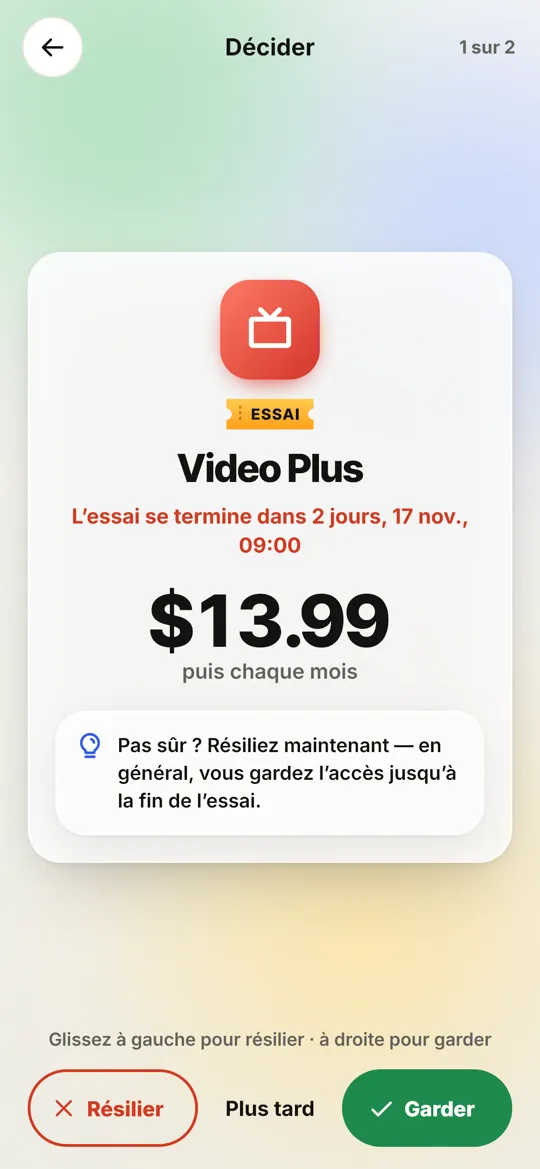 Décider
1 sur 2
ESSAI
Video Plus
L’essai se termine dans 2 jours, 17 nov.,
09:00
$13.99
puis chaque mois
Pas sûr ? Résiliez maintenant — en
général, vous gardez l’accès jusqu’à
la fin de l’essai.
Glissez à gauche pour résilier · à droite pour garder
Résilier
Plus tard
Garder